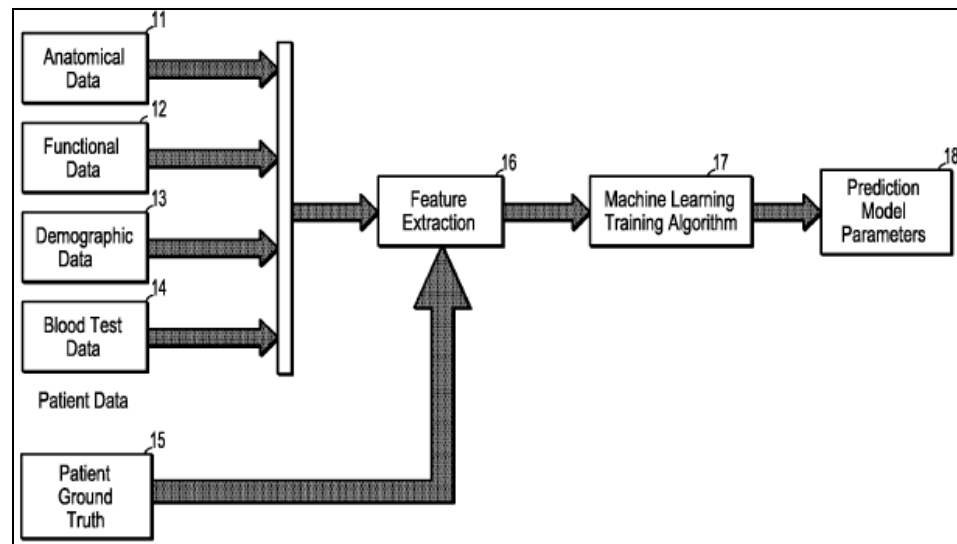 11
Anatomical
Data
12
Functional
Data
13
Demographic
Data
14
Blood Test
Data
Patient Data
15
Patient
Ground
Truth
16
Feature
Extraction
17
Machine Learning
Training Algorithm
18
Prediction
Model
Parameters